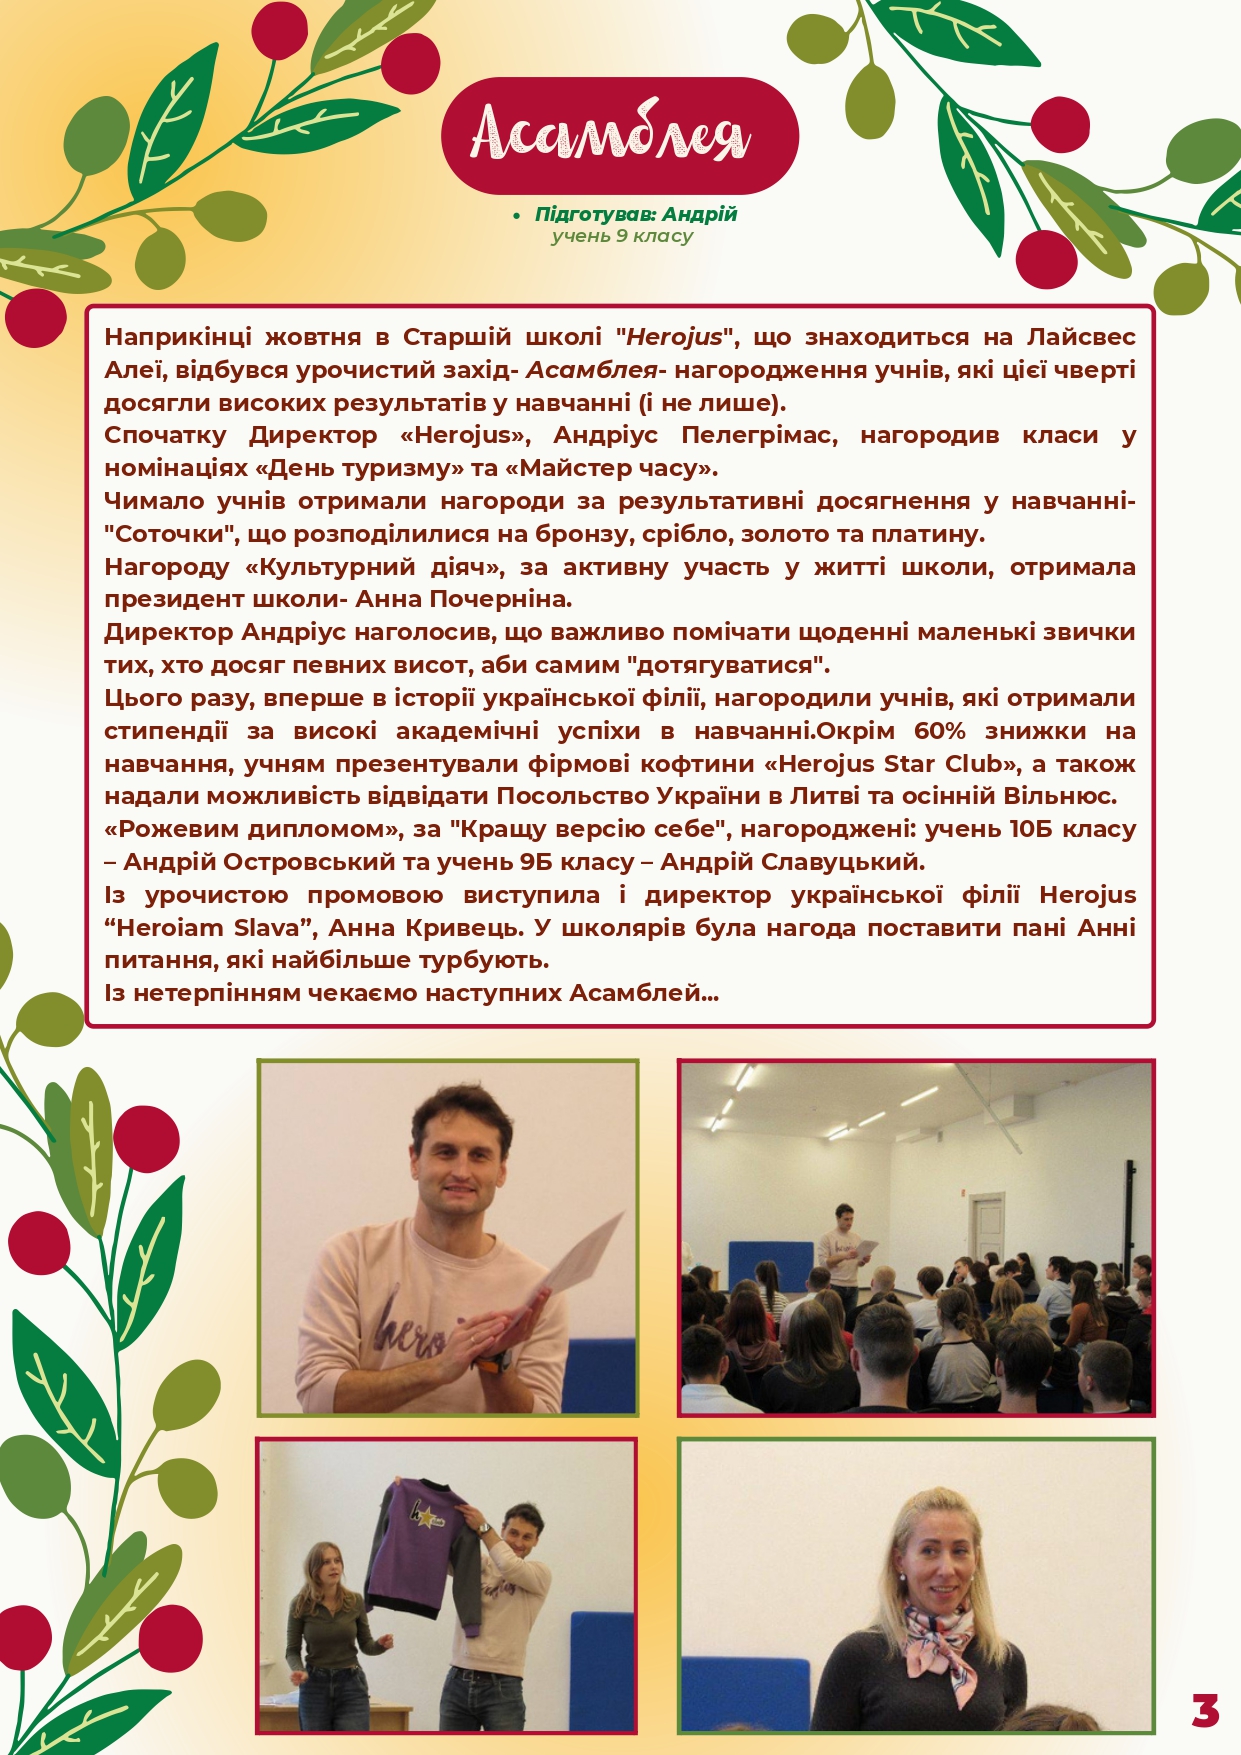 Асамблея
• Підготував: Андрій
учень 9 класу
Наприкінці жовтня в Старшій школі "Herojus", що знаходиться на Лайсвес
Алеї, відбувся урочистий захід- Асамблея- нагородження учнів, які цієї чверті
досягли високих результатів у навчанні (і не лише).
Спочатку Директор «Herojus», Андріус Пелегрімас, нагородив класи у
номінаціях «День туризму» та «Майстер часу».
Чимало учнів отримали нагороди за результативні досягнення у навчанні-
"Соточки", що розподілилися на бронзу, срібло, золото та платину.
Нагороду «Культурний діяч», за активну участь у житті школи, отримала
президент школи- Анна Почерніна.
Директор Андріус наголосив, що важливо помічати щоденні маленькі звички
тих, хто досяг певних висот, аби самим "дотягуватися".
Цього разу, вперше в історії української філії, нагородили учнів, які отримали
стипендії за високі академічні успіхи в навчанні.Окрім 60% знижки на
навчання, учням презентували фірмові кофтини «Herojus Star Club», а також
надали можливість відвідати Посольство України в Литві та осінній Вільнюс.
«Рожевим дипломом», за "Кращу версію себе", нагороджені: учень 10Б класу
– Андрій Островський та учень 9Б класу – Андрій Славуцький.
Із урочистою промовою виступила і директор української філії Herojus
“Heroiam Slava”, Анна Кривець. У школярів була нагода поставити пані Анні
питання, які найбільше турбують.
Із нетерпінням чекаємо наступних Асамблей...
3